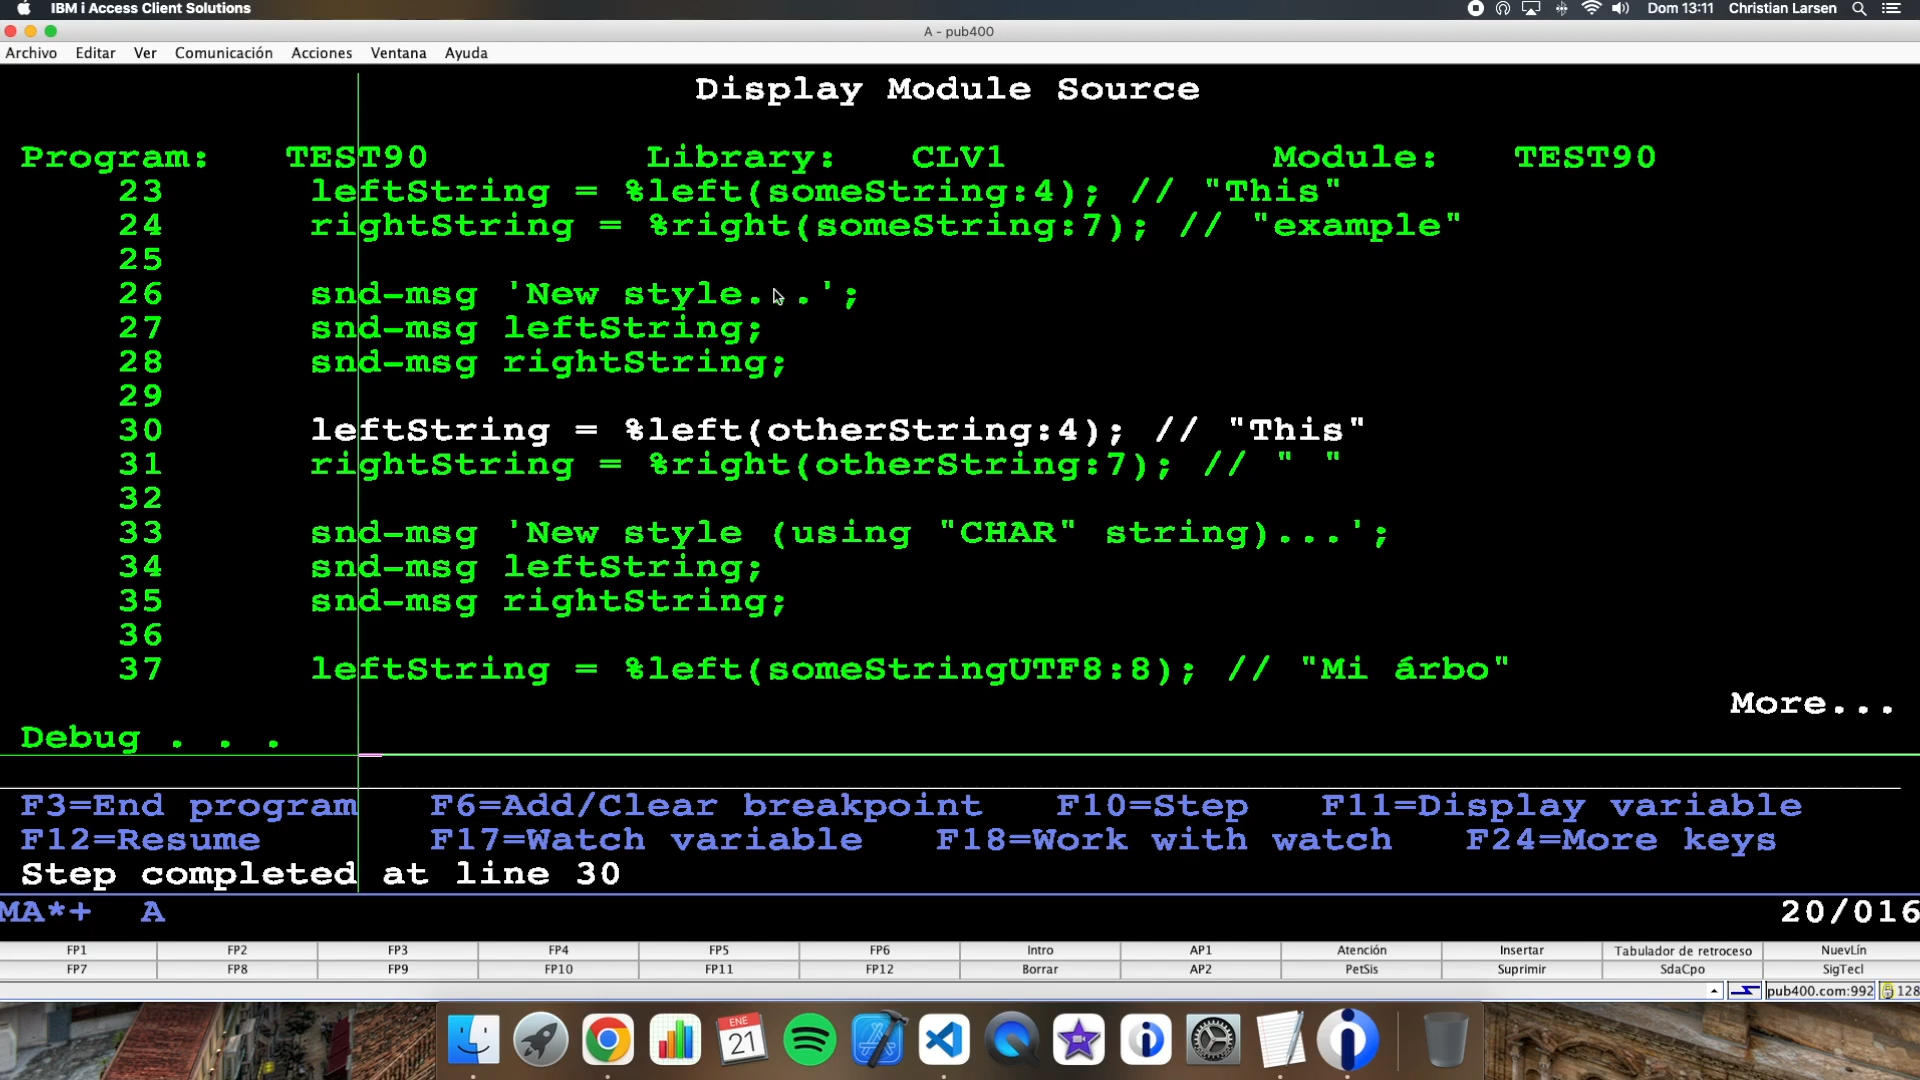 IBM i Access Client Solutions Dom 13:11 Christian Larsen
A - pub400
Archivo Editar Ver Comunicación Acciones Ventana Ayuda
Display Module Source
Program: TEST90 Library: CLV1 Module: TEST90
23 leftString = %left(someString:4); // "This"
24 rightString = %right(someString:7); // "example"
25
26 snd-msg 'New style...';
27 snd-msg leftString;
28 snd-msg rightString;
29
30 leftString = %left(otherString:4); // "This"
31 rightString = %right(otherString:7); // " "
32
33 snd-msg 'New style (using "CHAR" string)...';
34 snd-msg leftString;
35 snd-msg rightString;
36
37 leftString = %left(someStringUTF8:8); // "Mi árbo"
More...
Debug . . .
F3=End program F6=Add/Clear breakpoint F10=Step F11=Display variable
F12=Resume F17=Watch variable F18=Work with watch F24=More keys
Step completed at line 30
MA*+ A 20/016
FP1 FP2 FP3 FP4 FP5 FP6 Intro AP1 Atención Insertar Tabulador de retroceso NuevLín
FP7 FP8 FP9 FP10 FP11 FP12 Borrar AP2 PetSis Suprimir SdaCpo SigTecl
pub400.com:992 128
ENE
21